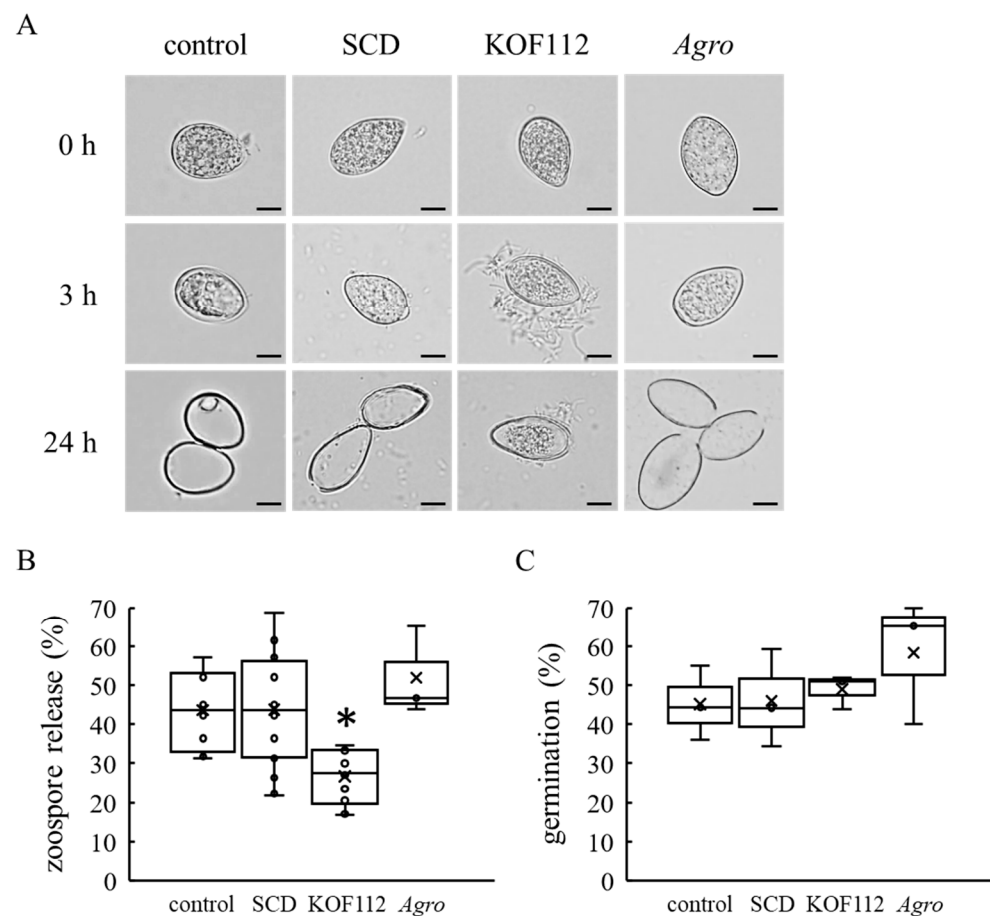 A
control SCD KOF112 Agro
0 h
3 h
24 h
B
zoospore release (%)
70
60
50
40
30
20
10
0
*
control SCD KOF112 Agro
C
germination (%)
70
60
50
40
30
20
10
0
control SCD KOF112 Agro